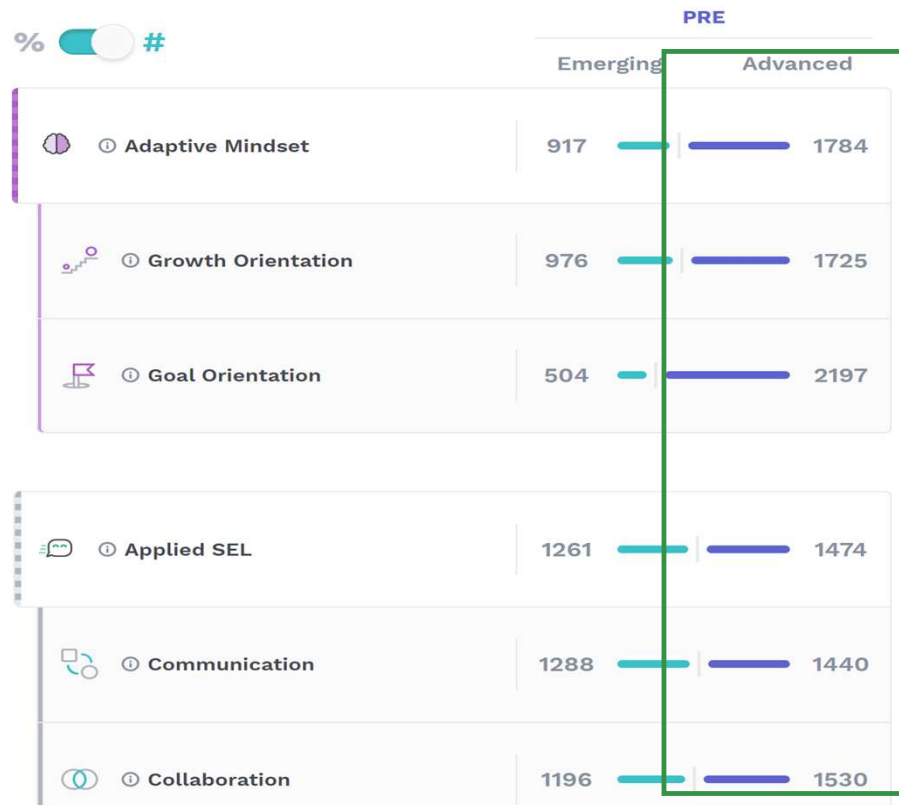 PRE
% #
Emerging Advanced
Adaptive Mindset 917 1784
Growth Orientation 976 1725
Goal Orientation 504 2197
Applied SEL 1261 1474
Communication 1288 1440
Collaboration 1196 1530